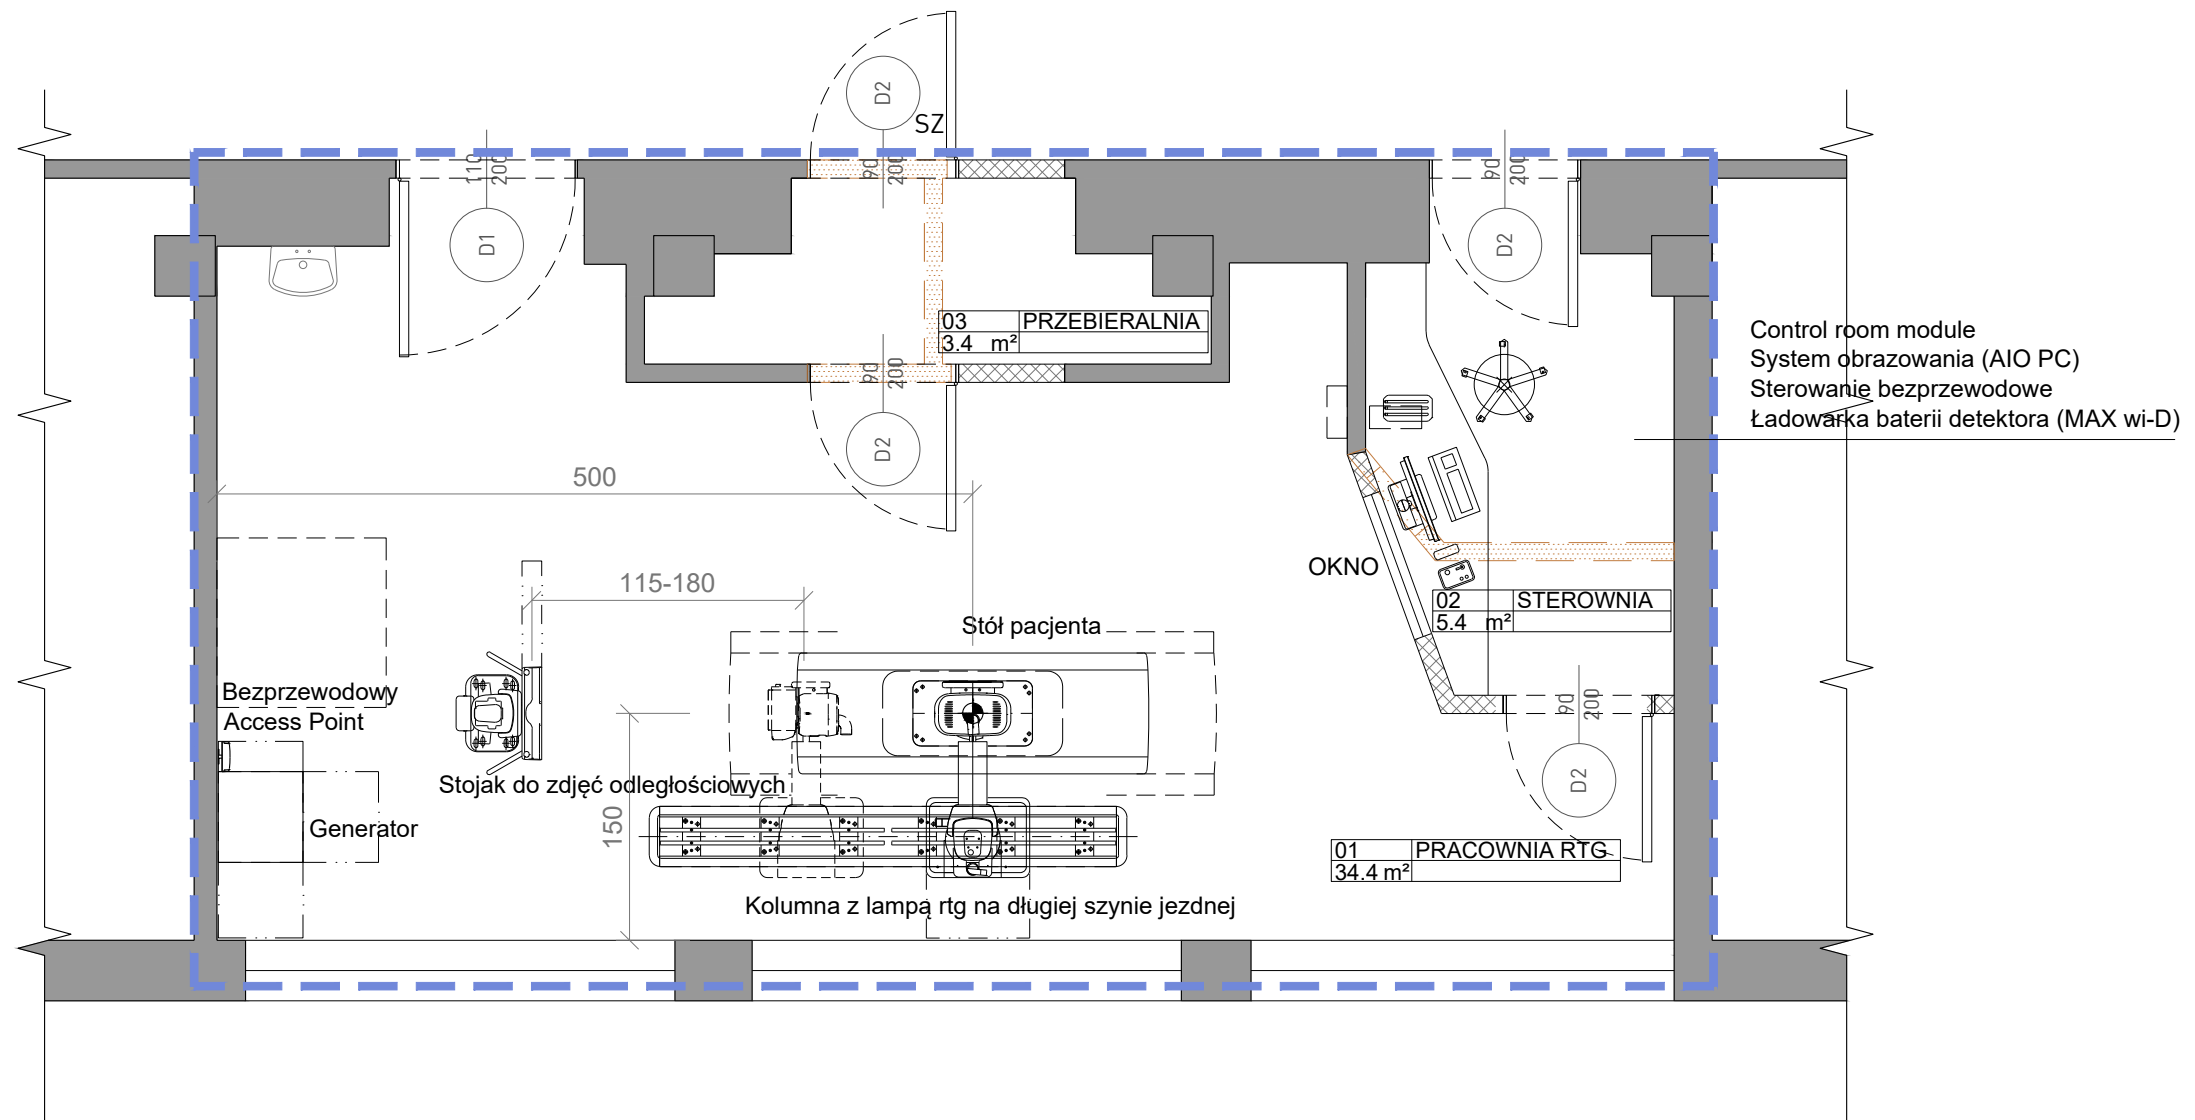 D2
SZ
90
200
110
200
D1
90
200
D2
03 PRZEBIERALNIA
3.4 m²
90
200
D2
Control room module
System obrazowania (AIO PC)
Sterowanie bezprzewodowe
Ładowarka baterii detektora (MAX wi-D)
500
OKNO
115-180
02 STEROWNIA
5.4 m²
Stół pacjenta
Bezprzewodowy
Access Point
90
200
D2
Stojak do zdjęć odległościowych
150
Generator
01 PRACOWNIA RTG
34.4 m²
Kolumna z lampą rtg na długiej szynie jezdnej